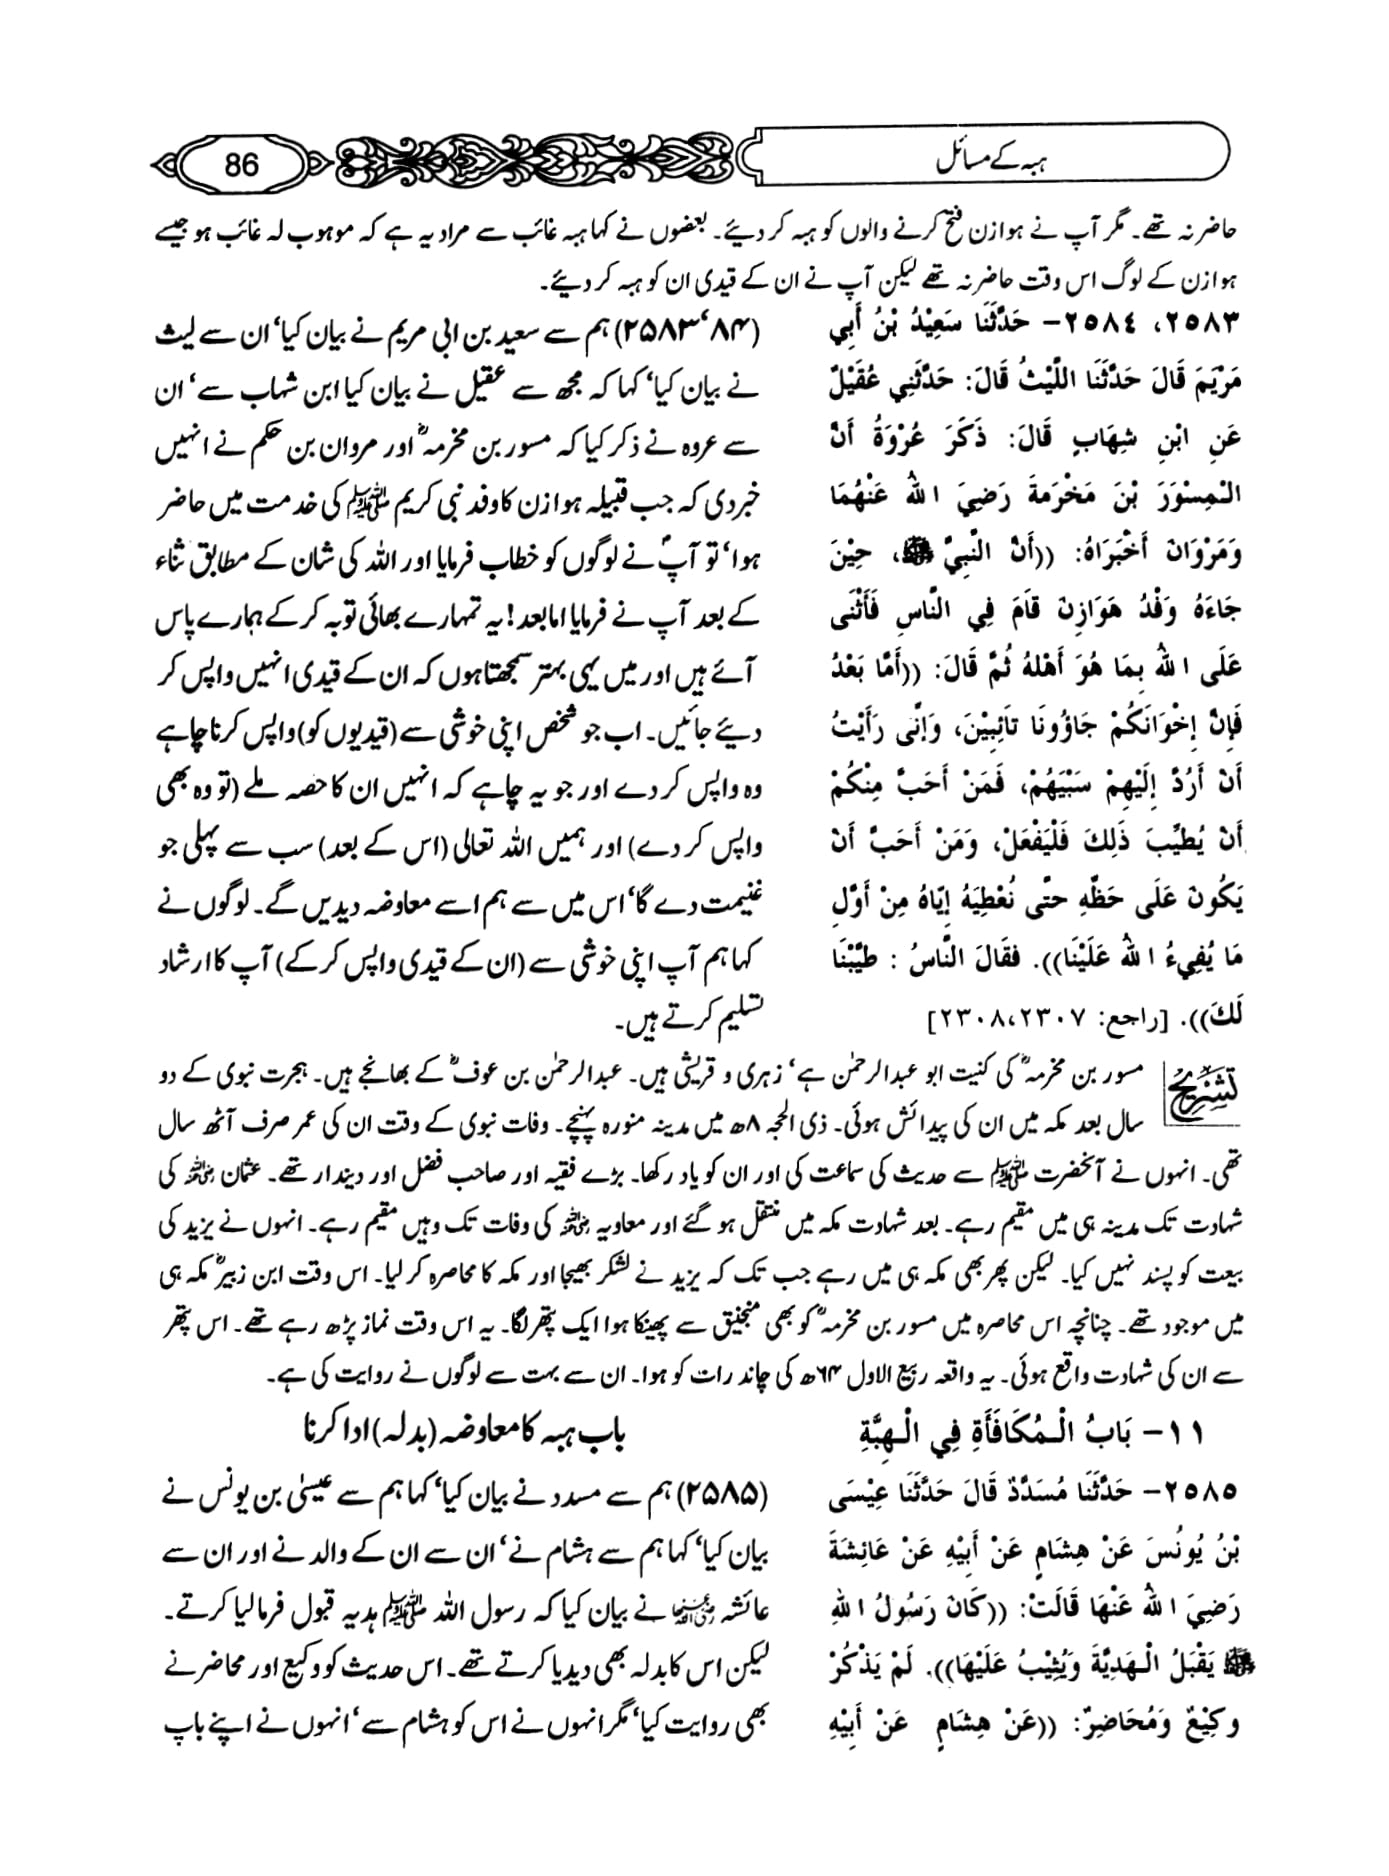 ہبہ کے مسائل
86
حاضر نہ تھے۔ مگر آپ نے ہوازن فتح کرنے والوں کو ہبہ کر دیئے۔ بعضوں نے کہا ہبہ غائب سے مراد یہ ہے کہ موہوب لہ غائب ہو جیسے
ہوازن کے لوگ اس وقت حاضر نہ تھے لیکن آپ نے ان کے قیدی ان کو ہبہ کر دیئے۔
٢٥٨٣، ٢٥٨٤- حَدَّثَنَا سَعِيْدُ بْنُ أَبِي
مَرْيَمَ قَالَ حَدَّثَنَا اللَّيْثُ قَالَ: حَدَّثَنِي عُقَيْلٌ
عَنِ ابْنِ شِهَابٍ قَالَ: ذَكَرَ عُرْوَةُ أَنَّ
الْمِسْوَرَ بْنَ مَخْرَمَةَ رَضِيَ اللهُ عَنْهُمَا
وَمَرْوَانَ أَخْبَرَاهُ: ((أَنَّ النَّبِيَّ ﷺ، حِيْنَ
جَاءَهُ وَفْدُ هَوَازِنَ قَامَ فِي النَّاسِ فَأَثْنَى
عَلَى اللهِ بِمَا هُوَ أَهْلُهُ ثُمَّ قَالَ: ((أَمَّا بَعْدُ
فَإِنَّ إِخْوَانَكُمْ جَاؤُونَا تَائِبِيْنَ، وَإِنِّي رَأَيْتُ
أَنْ أَرُدَّ إِلَيْهِمْ سَبْيَهُمْ، فَمَنْ أَحَبَّ مِنْكُمْ
أَنْ يُطَيِّبَ ذَلِكَ فَلْيَفْعَلْ، وَمَنْ أَحَبَّ أَنْ
يَكُونَ عَلَى حَظِّهِ حَتَّى نُعْطِيَهُ إِيَّاهُ مِنْ أَوَّلِ
مَا يُفِيءُ اللهُ عَلَيْنَا)). فَقَالَ النَّاسُ : طَيَّبْنَا
لَكَ)). [راجع: ٢٣٠٧،٢٣٠٨]
(۲۵۸۳٬۸۴) ہم سے سعید بن ابی مریم نے بیان کیا' ان سے لیث
نے بیان کیا' کہا کہ مجھ سے عقیل نے بیان کیا ابن شہاب سے' ان
سے عروہ نے ذکر کیا کہ مسور بن مخرمہؓ اور مروان بن حکم نے انہیں
خبر دی کہ جب قبیلہ ہوازن کا وفد نبی کریم ﷺ کی خدمت میں حاضر
ہوا' تو آپؐ نے لوگوں کو خطاب فرمایا اور اللہ کی شان کے مطابق ثناء
کے بعد آپ نے فرمایا امابعد! یہ تمہارے بھائی توبہ کر کے ہمارے پاس
آئے ہیں اور میں یہی بہتر سمجھتا ہوں کہ ان کے قیدی انہیں واپس کر
دیئے جائیں۔ اب جو شخص اپنی خوشی سے (قیدیوں کو) واپس کرنا چاہے
وہ واپس کر دے اور جو یہ چاہے کہ انہیں ان کا حصہ ملے (تو وہ بھی
واپس کر دے) اور ہمیں اللہ تعالی (اس کے بعد) سب سے پہلی جو
غنیمت دے گا' اس میں سے ہم اسے معاوضہ دیدیں گے۔ لوگوں نے
کہا ہم آپ اپنی خوشی سے (ان کے قیدی واپس کر کے) آپ کا ارشاد
تسلیم کرتے ہیں۔
تشریح
مسور بن مخرمہؓ کی کنیت ابو عبدالرحمٰن ہے' زہری و قریشی ہیں۔ عبدالرحمٰن بن عوفؓ کے بھانجے ہیں۔ ہجرت نبوی کے دو
سال بعد مکہ میں ان کی پیدائش ہوئی۔ ذی الحجہ ۸ھ میں مدینہ منورہ پہنچے۔ وفات نبوی کے وقت ان کی عمر صرف آٹھ سال
تھی۔ انہوں نے آنحضرت ﷺ سے حدیث کی سماعت کی اور ان کو یاد رکھا۔ بڑے فقیہ اور صاحب فضل اور دیندار تھے۔ عثمان رضی اللہ عنہ کی
شہادت تک مدینہ ہی میں مقیم رہے۔ بعد شہادت مکہ میں منتقل ہو گئے اور معاویہ رضی اللہ عنہ کی وفات تک وہیں مقیم رہے۔ انہوں نے یزید کی
بیعت کو پسند نہیں کیا۔ لیکن پھر بھی مکہ ہی میں رہے جب تک کہ یزید نے لشکر بھیجا اور مکہ کا محاصرہ کر لیا۔ اس وقت ابن زبیرؓ مکہ ہی
میں موجود تھے۔ چنانچہ اس محاصرہ میں مسور بن مخرمہؓ کو بھی منجنیق سے پھینکا ہوا ایک پتھر لگا۔ یہ اس وقت نماز پڑھ رہے تھے۔ اس پتھر
سے ان کی شہادت واقع ہوئی۔ یہ واقعہ ربیع الاول ۶۴ھ کی چاند رات کو ہوا۔ ان سے بہت سے لوگوں نے روایت کی ہے۔
١١- بَابُ الْمُكَافَأَةِ فِي الْهِبَّةِ
باب ہبہ کا معاوضہ (بدلہ) ادا کرنا
٢٥٨٥- حَدَّثَنَا مُسَدَّدٌ قَالَ حَدَّثَنَا عِيْسَى
بْنُ يُونُسَ عَنْ هِشَامٍ عَنْ أَبِيْهِ عَنْ عَائِشَةَ
رَضِيَ اللهُ عَنْهَا قَالَتْ: ((كَانَ رَسُولُ اللهِ
ﷺ يَقْبَلُ الْهَدِيَّةَ وَيُثِيْبُ عَلَيْهَا)). لَمْ يَذْكُرْ
وَكِيْعٌ وَمُحَاضِرٌ: ((عَنْ هِشَامٍ عَنْ أَبِيْهِ
(۲۵۸۵) ہم سے مسدد نے بیان کیا' کہا ہم سے عیسیٰ بن یونس نے
بیان کیا' کہا ہم سے ہشام نے' ان سے ان کے والد نے اور ان سے
عائشہ رضی اللہ عنہا نے بیان کیا کہ رسول اللہ ﷺ ہدیہ قبول فرما لیا کرتے۔
لیکن اس کا بدلہ بھی دیدیا کرتے تھے۔ اس حدیث کو وکیع اور محاضر نے
بھی روایت کیا' مگر انہوں نے اس کو ہشام سے' انہوں نے اپنے باپ